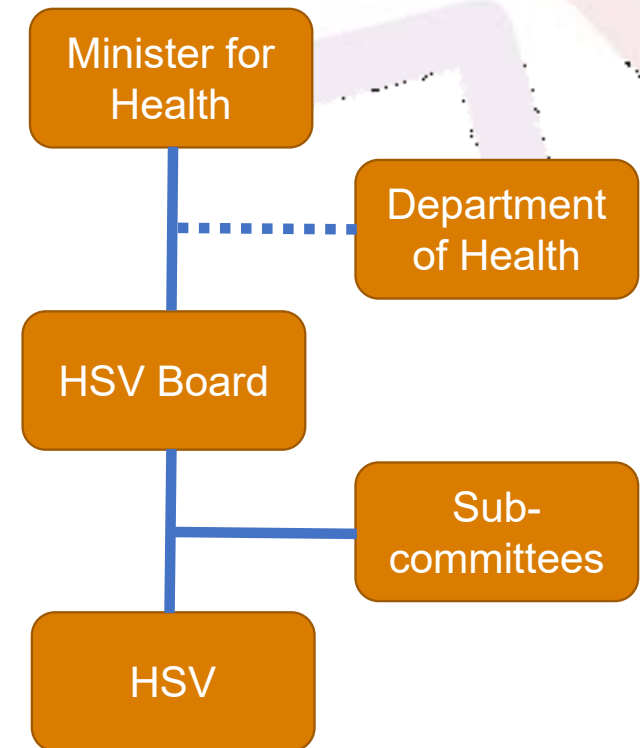 Minister for
Health
Department
of Health
HSV Board
Sub-
committees
HSV